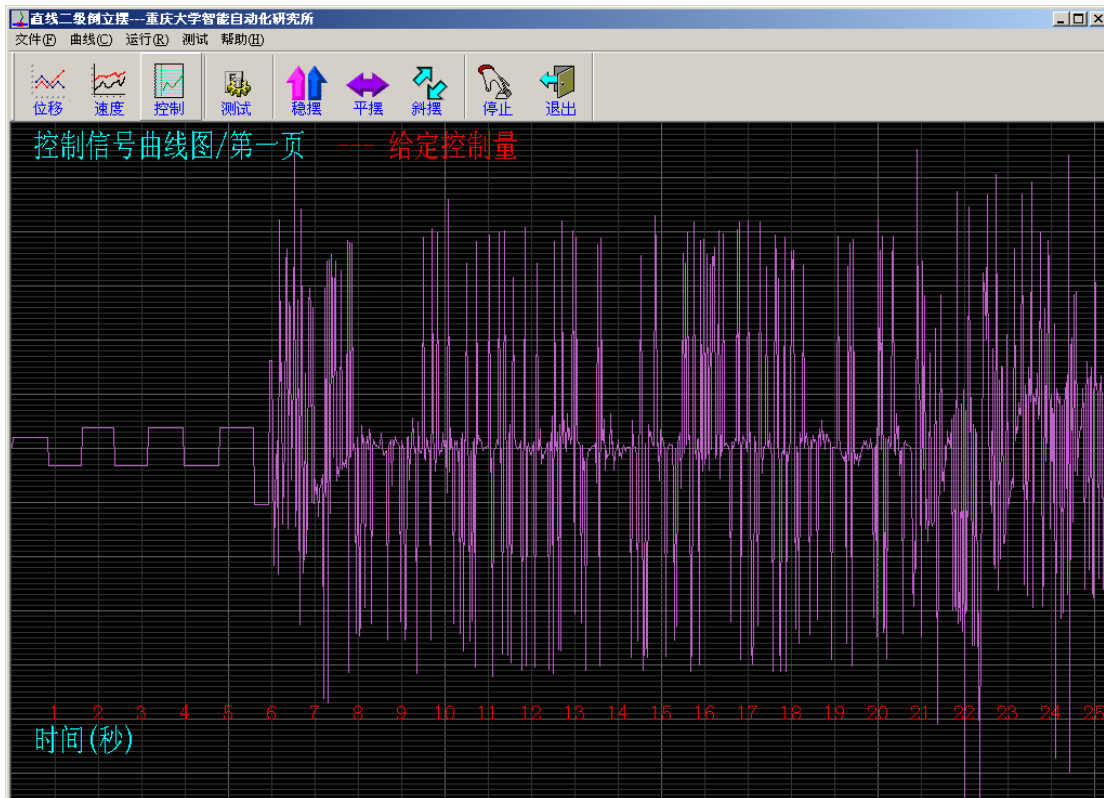 直线二级倒立摆---重庆大学智能自动化研究所
文件(F) 曲线(C) 运行(R) 测试 帮助(H)
位移 速度 控制 测试 稳摆 平摆 斜摆 停止 退出
控制信号曲线图/第一页 --- 给定控制量
1 2 3 4 5 6 7 8 9 10 11 12 13 14 15 16 17 18 19 20 21 22 23 24 25
时间(秒)